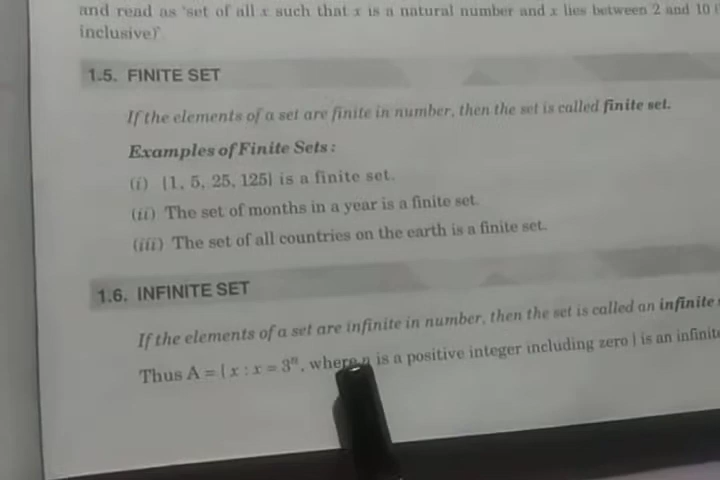 and read as 'set of all x such that x is a natural number and x lies between 2 and 10
inclusive)'
1.5. FINITE SET
If the elements of a set are finite in number, then the set is called finite set.
Examples of Finite Sets :
(i) {1, 5, 25, 125} is a finite set.
(ii) The set of months in a year is a finite set.
(iii) The set of all countries on the earth is a finite set.
1.6. INFINITE SET
If the elements of a set are infinite in number, then the set is called an infinite
Thus A = { x : x = 3ⁿ, where n is a positive integer including zero } is an infinit